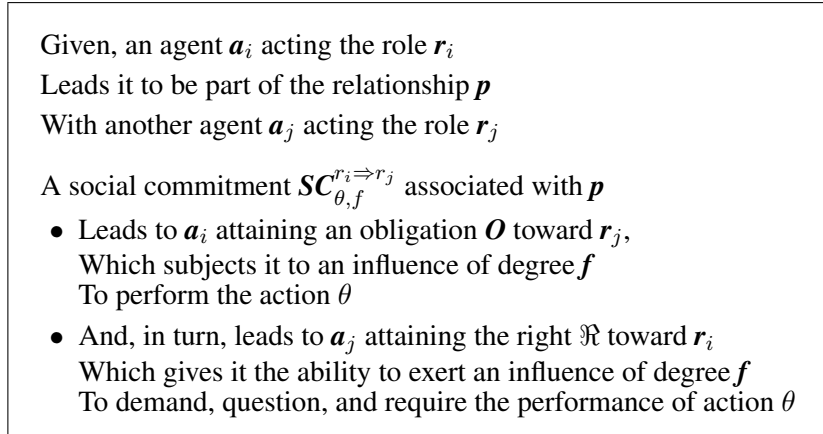 Given, an agent a_i acting the role r_i
Leads it to be part of the relationship p
With another agent a_j acting the role r_j
A social commitment SC_{θ,f}^{r_i⇒r_j} associated with p
• Leads to a_i attaining an obligation O toward r_j,
Which subjects it to an influence of degree f
To perform the action θ
• And, in turn, leads to a_j attaining the right ℜ toward r_i
Which gives it the ability to exert an influence of degree f
To demand, question, and require the performance of action θ